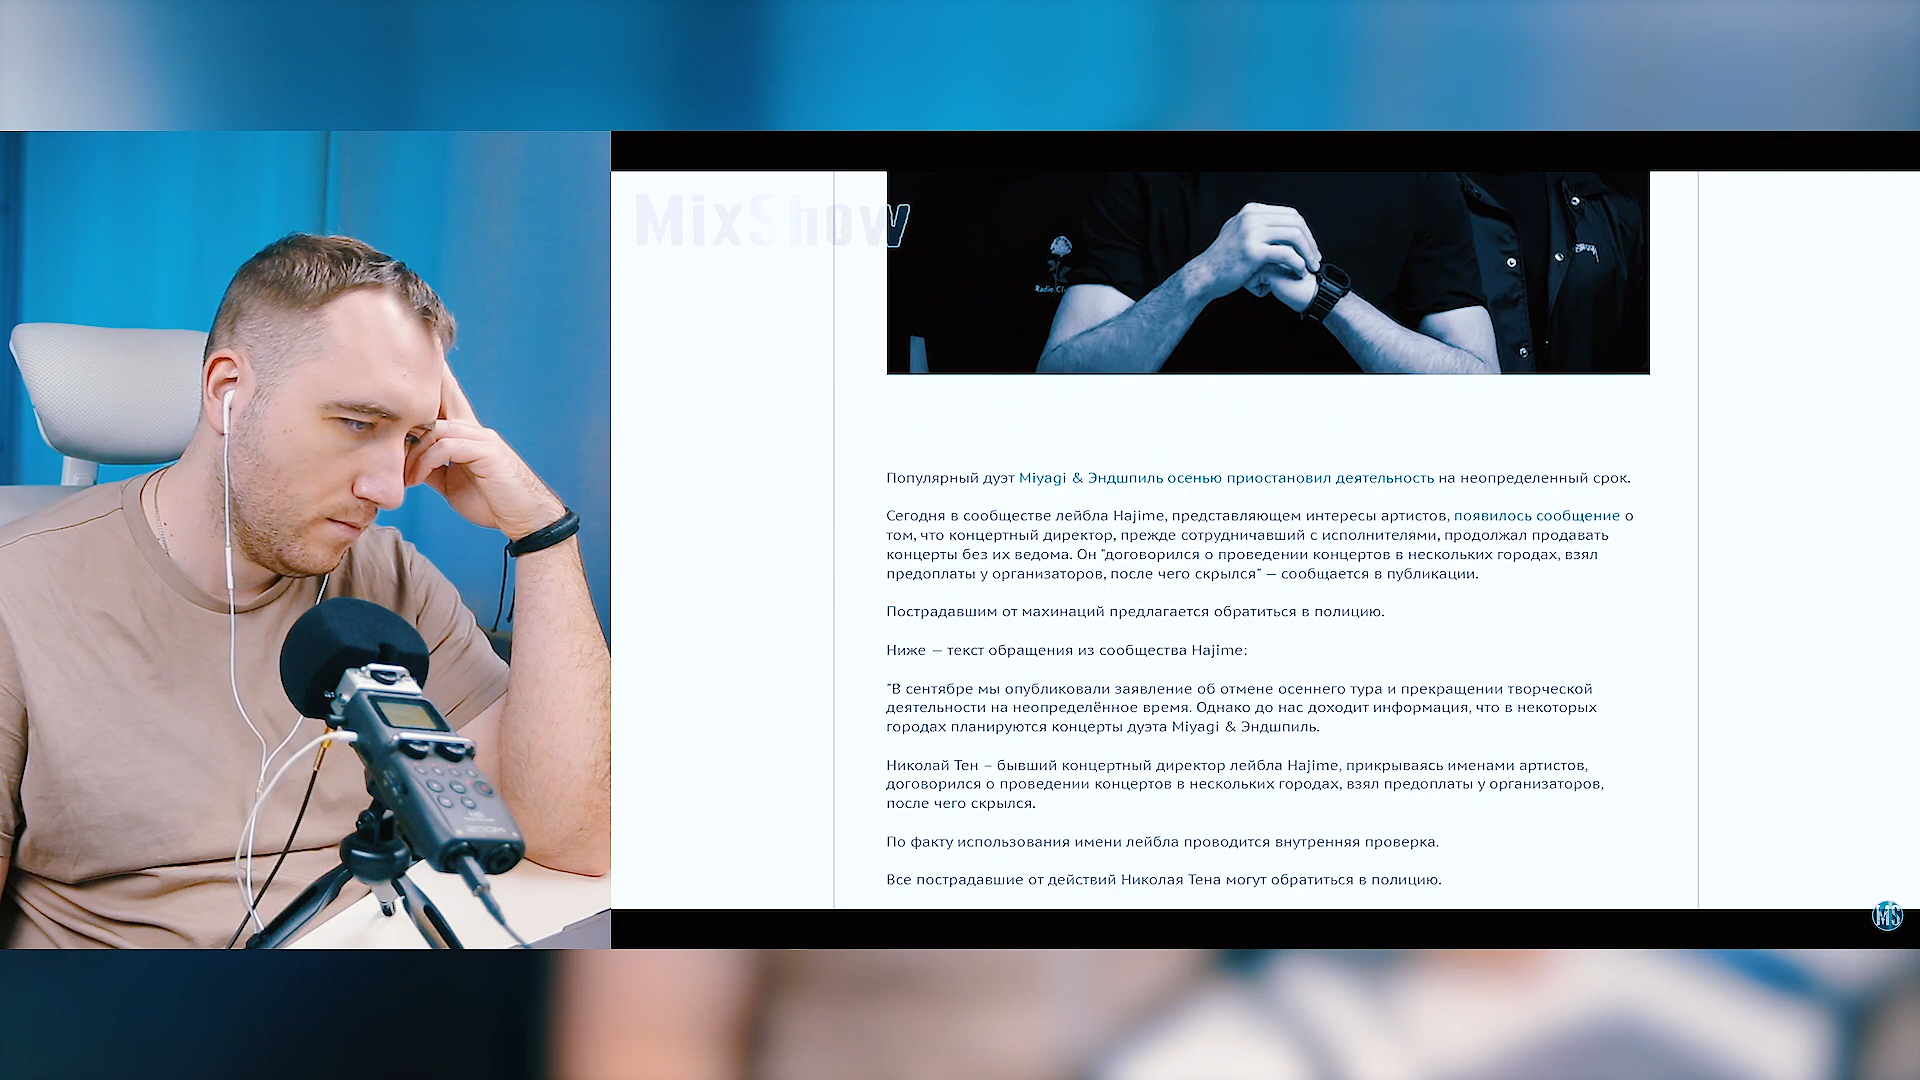 MixShow
Radio Cl
Популярный дуэт Miyagi & Эндшпиль осенью приостановил деятельность на неопределенный срок.
Сегодня в сообществе лейбла Hajime, представляющем интересы артистов, появилось сообщение о
том, что концертный директор, прежде сотрудничавший с исполнителями, продолжал продавать
концерты без их ведома. Он "договорился о проведении концертов в нескольких городах, взял
предоплаты у организаторов, после чего скрылся" — сообщается в публикации.
Пострадавшим от махинаций предлагается обратиться в полицию.
Ниже — текст обращения из сообщества Hajime:
"В сентябре мы опубликовали заявление об отмене осеннего тура и прекращении творческой
деятельности на неопределённое время. Однако до нас доходит информация, что в некоторых
городах планируются концерты дуэта Miyagi & Эндшпиль.
Николай Тен – бывший концертный директор лейбла Hajime, прикрываясь именами артистов,
договорился о проведении концертов в нескольких городах, взял предоплаты у организаторов,
после чего скрылся.
По факту использования имени лейбла проводится внутренняя проверка.
Все пострадавшие от действий Николая Тена могут обратиться в полицию.
MS